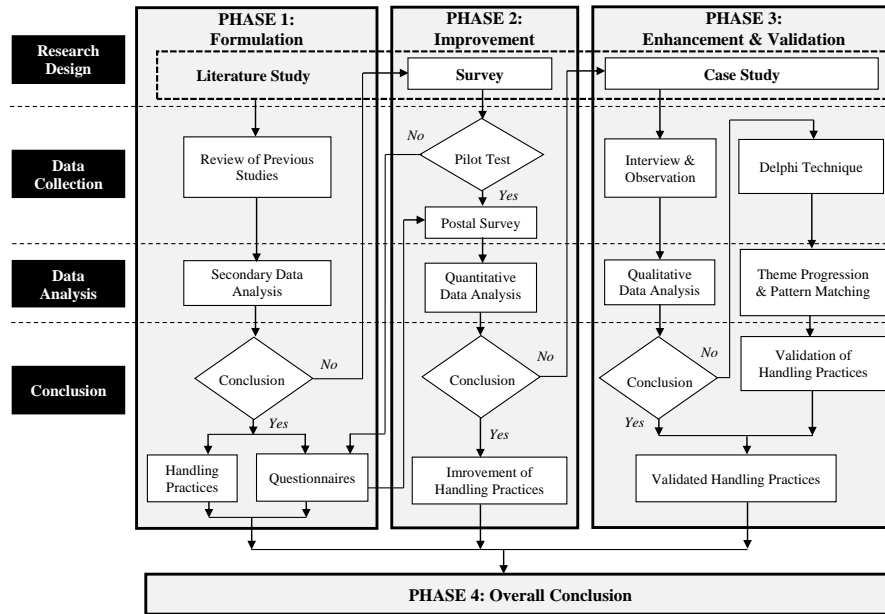 PHASE 1:
Formulation
PHASE 2:
Improvement
PHASE 3:
Enhancement & Validation
Research
Design
Literature Study
Survey
Case Study
Data
Collection
Review of Previous
Studies
No
Pilot Test
Yes
Postal Survey
Interview &
Observation
Delphi Technique
Data
Analysis
Secondary Data
Analysis
Quantitative
Data Analysis
Qualitative
Data Analysis
Theme Progression
& Pattern Matching
Conclusion
Conclusion
No
Yes
Conclusion
No
Yes
Conclusion
No
Yes
Validation of
Handling Practices
Handling
Practices
Questionnaires
Imrovement of
Handling Practices
Validated Handling Practices
PHASE 4: Overall Conclusion